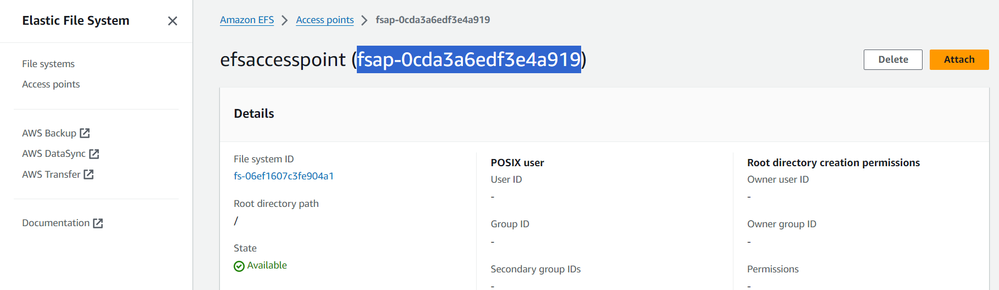 Elastic File System
File systems
Access points
AWS Backup
AWS DataSync
AWS Transfer
Documentation
Amazon EFS > Access points > fsap-0cda3a6edf3e4a919
efsaccesspoint (fsap-0cda3a6edf3e4a919)
Delete
Attach
Details
File system ID
fs-06ef1607c3fe904a1
Root directory path
/
State
Available
POSIX user
User ID
-
Group ID
-
Secondary group IDs
-
Root directory creation permissions
Owner user ID
-
Owner group ID
-
Permissions
-